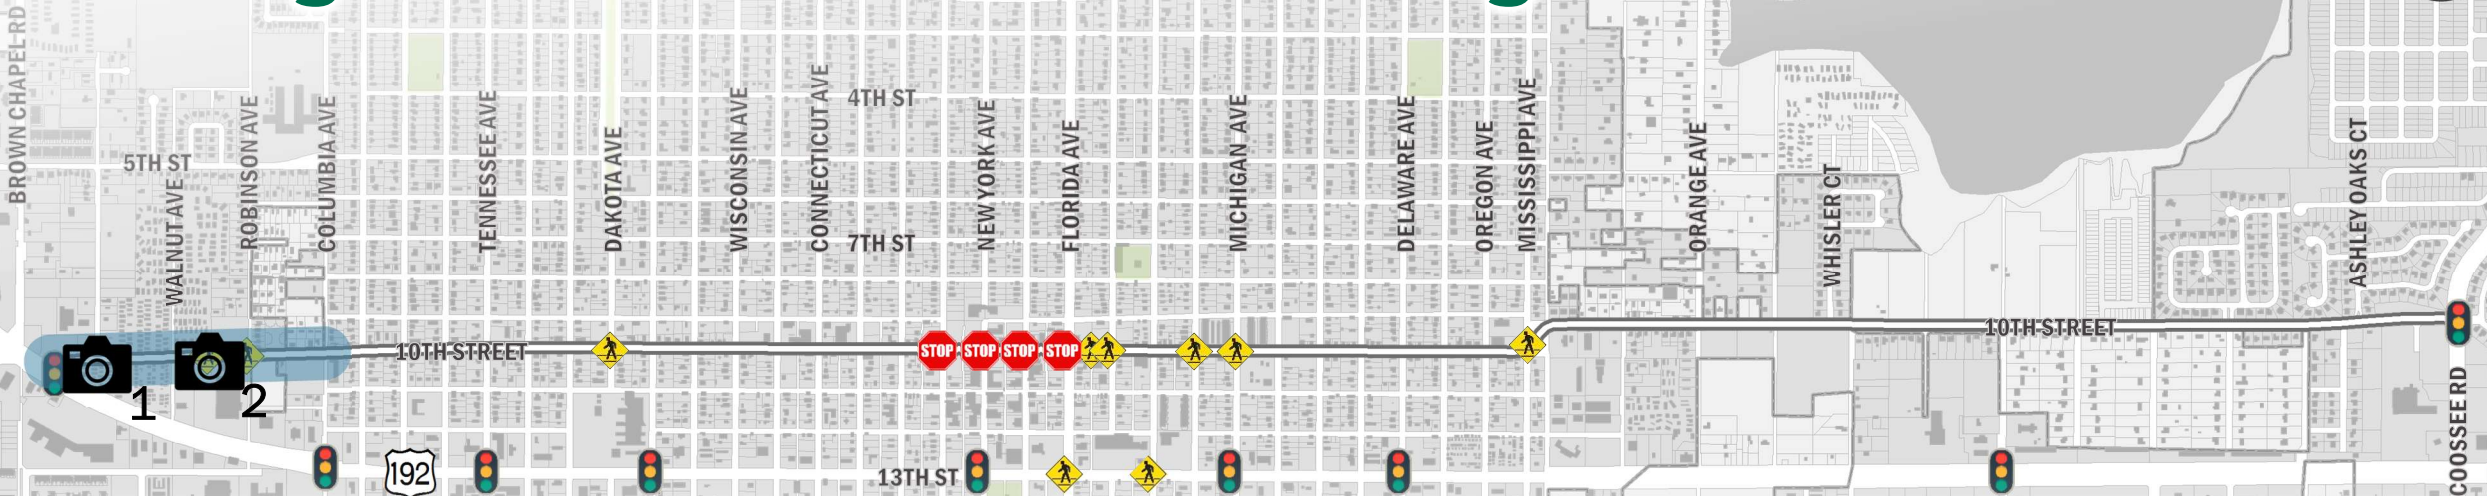 BROWN CHAPEL RD
5TH ST
WALNUT AVE
ROBINSON AVE
COLUMBIA AVE
TENNESSEE AVE
DAKOTA AVE
WISCONSIN AVE
CONNECTICUT AVE
4TH ST
7TH ST
NEW YORK AVE
FLORIDA AVE
MICHIGAN AVE
DELAWARE AVE
OREGON AVE
MISSISSIPPI AVE
ORANGE AVE
WHISLER CT
ASHLEY OAKS CT
10TH STREET
STOP
STOP
STOP
STOP
10TH STREET
1
2
192
13TH ST
COOSSEE RD